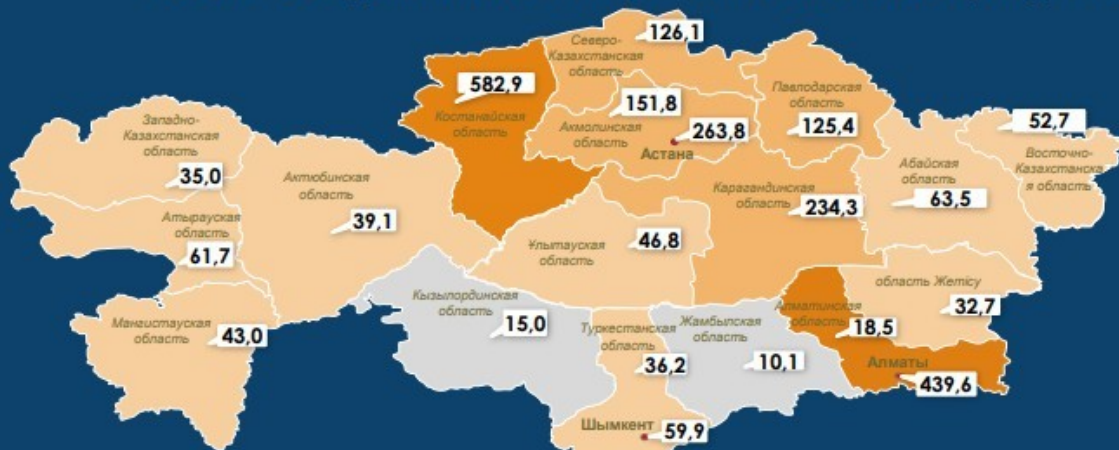 Северо-
Казахстанская
область
126,1
582,9
Костанайская
область
151,8
Акмолинская
область
263,8
Астана
Павлодарская
область
125,4
52,7
Восточно-
Казахстанска
я область
Западно-
Казахстанская
область
35,0
Актюбинская
область
39,1
Абайская
область
63,5
Карагандинская
область
234,3
Атырауская
область
61,7
Ұлытауская
область
46,8
область Жетісу
32,7
Мангистауская
область
43,0
Кызылординская
область
15,0
Туркестанская
область
36,2
Жамбылская
область
10,1
Алматинская
область
18,5
Алматы
439,6
Шымкент
59,9